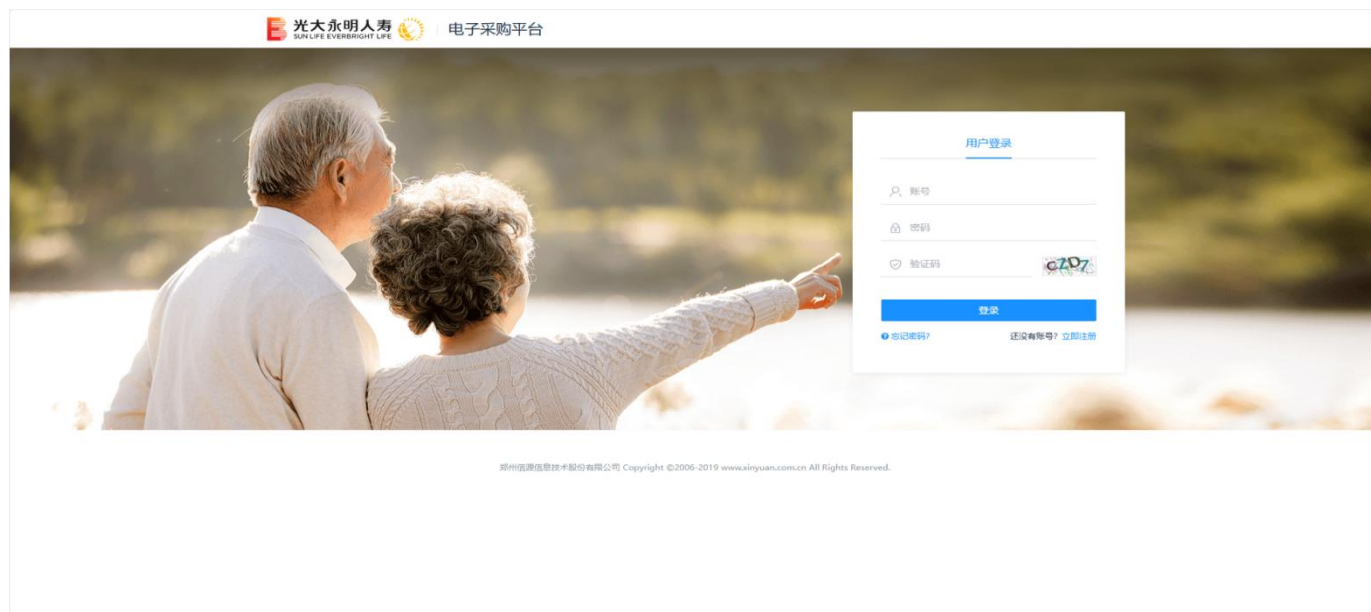 光大永明人寿
SUN LIFE EVERBRIGHT LIFE
电子采购平台
用户登录
账号
密码
验证码
CZD7
登录
忘记密码?
还没有账号? 立即注册
郑州信源信息技术股份有限公司 Copyright ©2006-2019 www.xinyuan.com.cn All Rights Reserved.